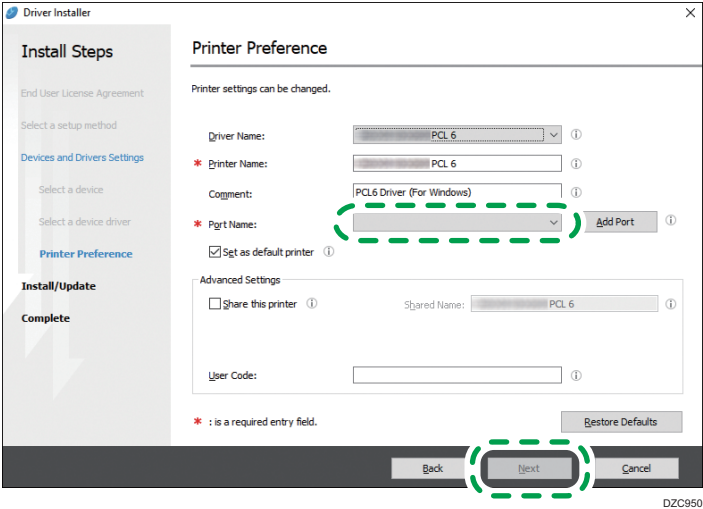 Driver Installer
Install Steps
End User License Agreement
Select a setup method
Devices and Drivers Settings
Select a device
Select a device driver
Printer Preference
Install/Update
Complete
Printer Preference
Printer settings can be changed.
Driver Name: PCL 6
* Printer Name: PCL 6
Comment: PCL6 Driver (For Windows)
* Port Name: Add Port
Set as default printer
Advanced Settings
Share this printer Shared Name: PCL 6
User Code:
* : is a required entry field. Restore Defaults
Back Next Cancel
DZC950